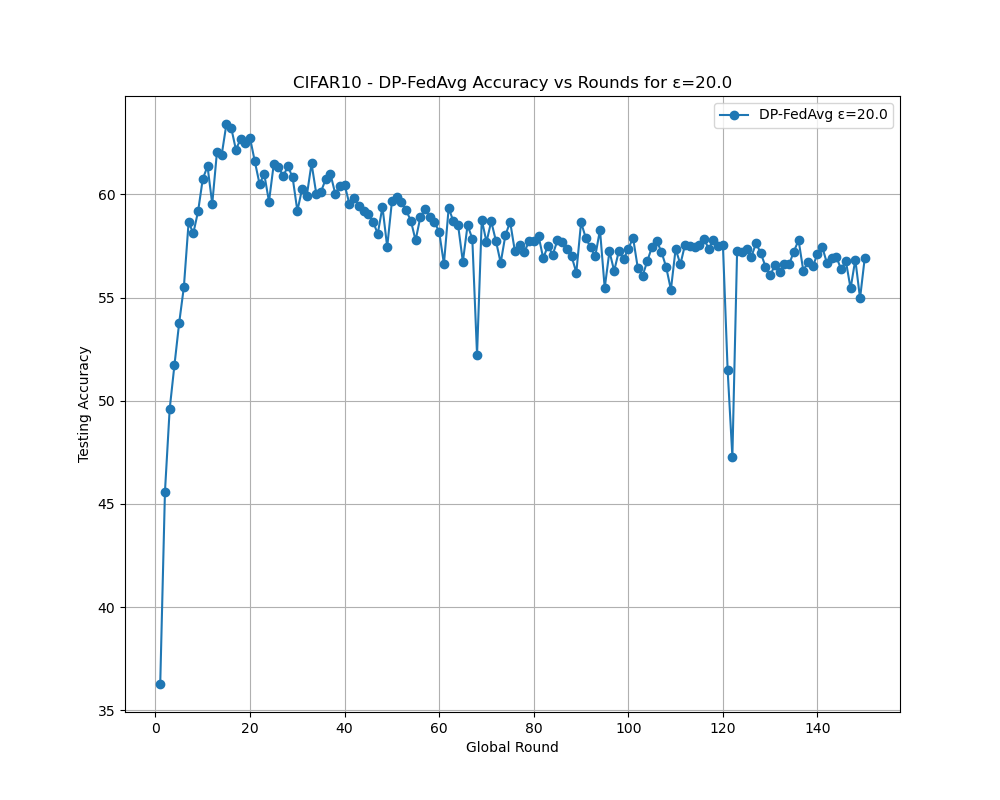 CIFAR10 - DP-FedAvg Accuracy vs Rounds for ε=20.0
DP-FedAvg ε=20.0
Testing Accuracy
60
55
50
45
40
35
0 20 40 60 80 100 120 140
Global Round